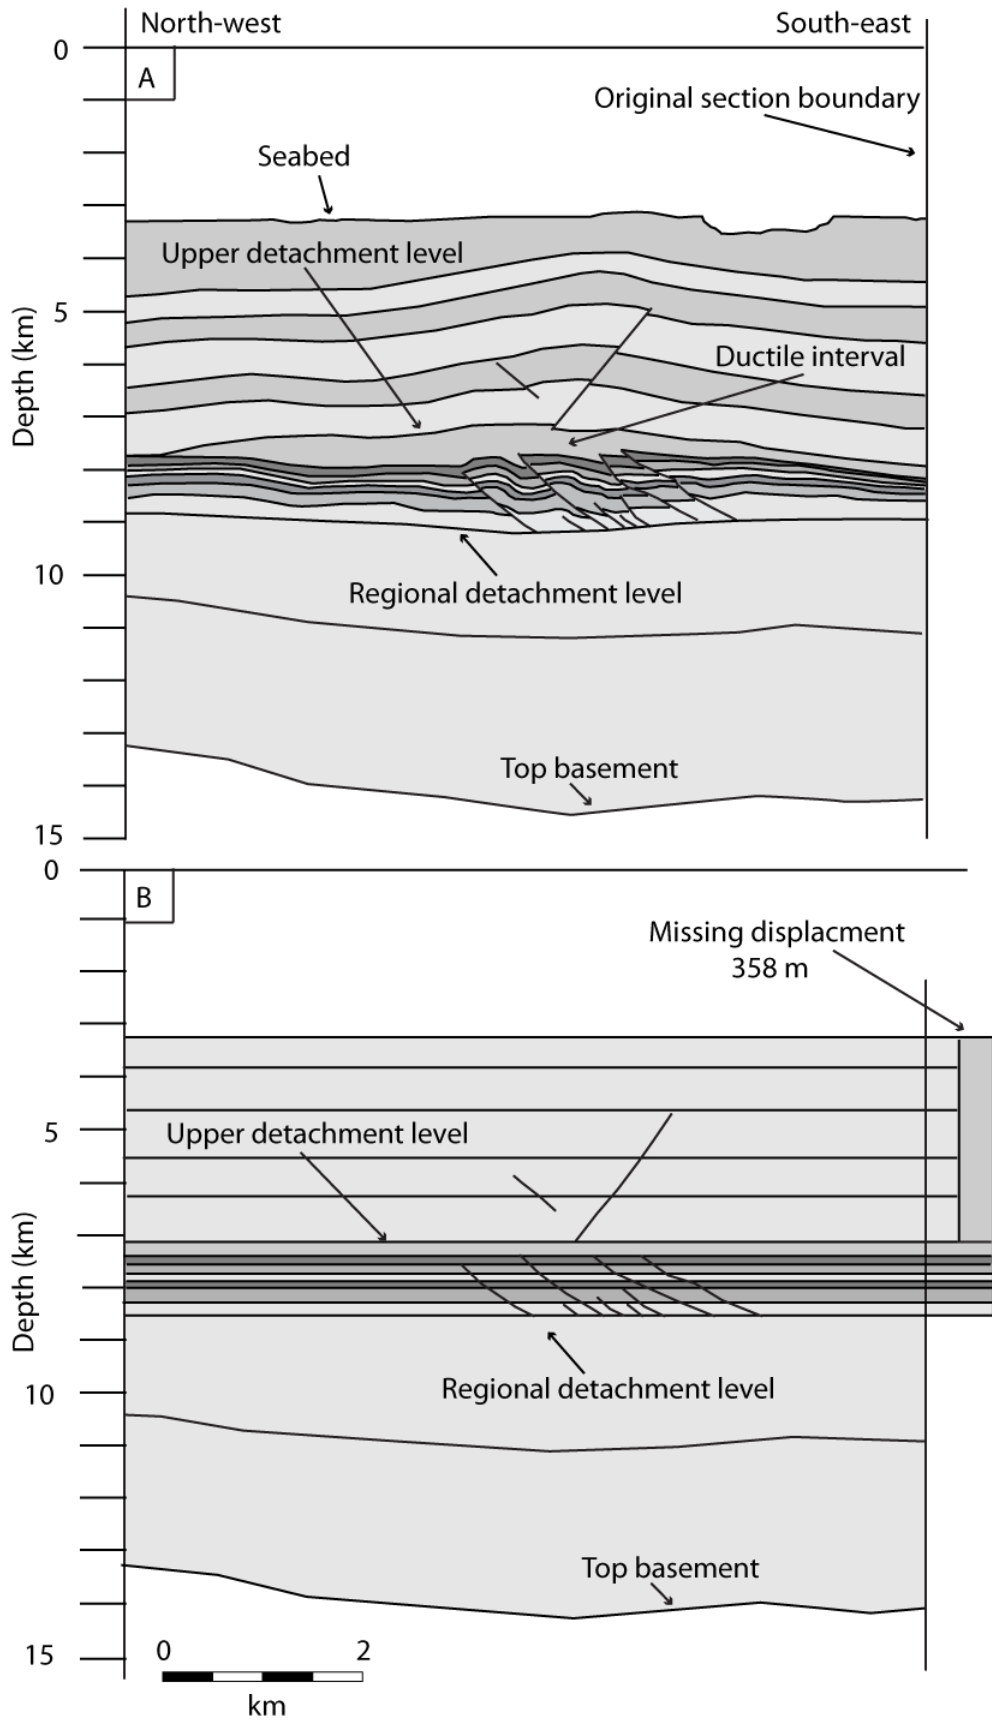 North-west
South-east
0
A
Original section boundary
Seabed
Upper detachment level
5
Ductile interval
Depth (km)
10
Regional detachment level
Top basement
15
0
B
Missing displacment
358 m
5
Upper detachment level
Depth (km)
10
Regional detachment level
Top basement
15
0 2
km